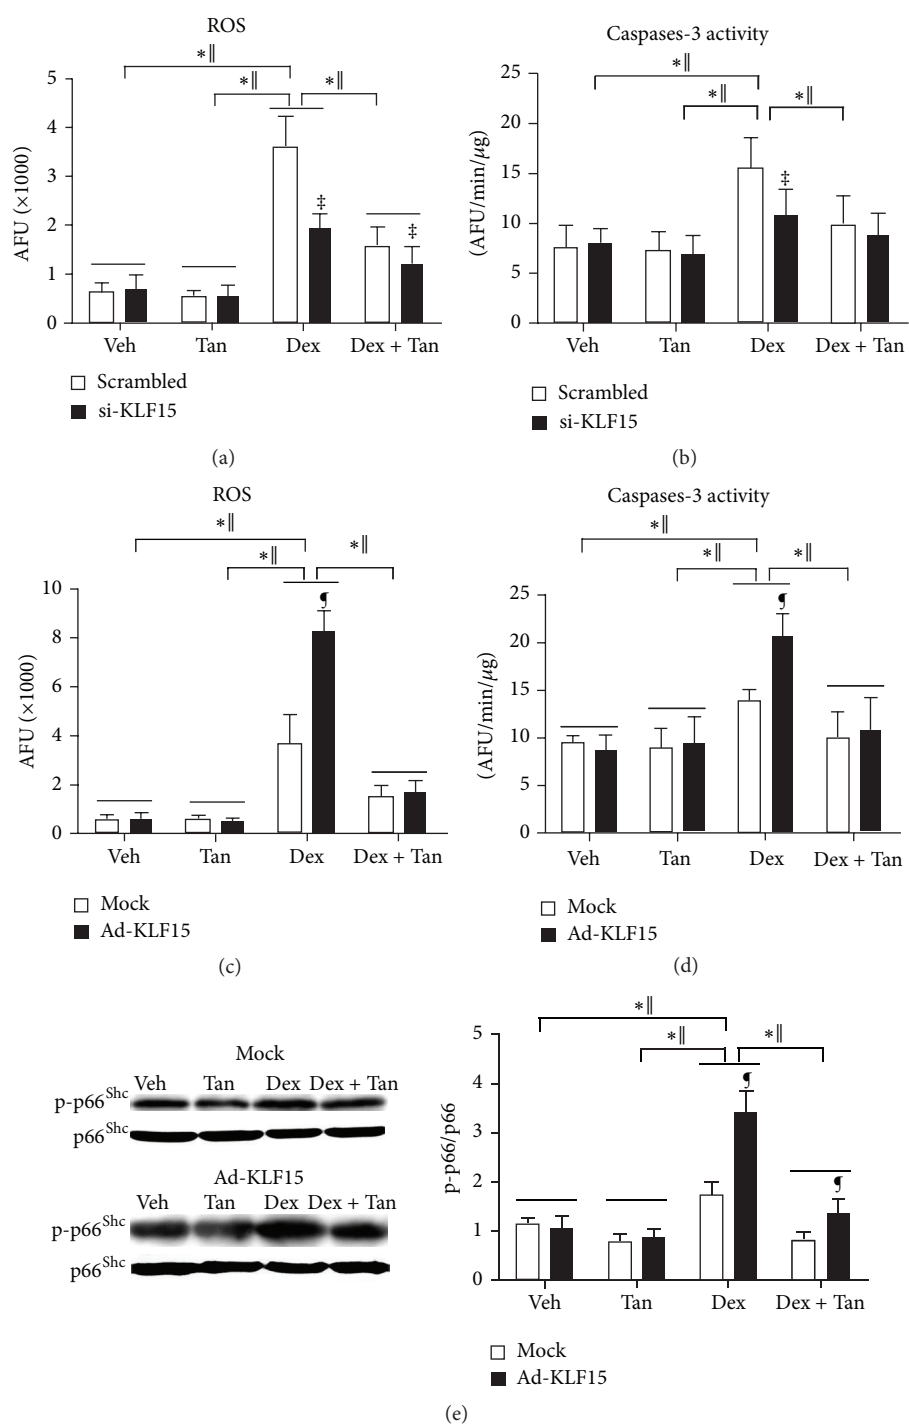 ROS
∗‖
∗‖ ∗‖
5
4
3
2
1
0
AFU (×1000)
‡
‡
Veh Tan Dex Dex + Tan
Scrambled
si-KLF15
(a)
Caspases-3 activity
∗‖
∗‖ ∗‖
25
20
15
10
5
0
(AFU/min/μg)
‡
Veh Tan Dex Dex + Tan
Scrambled
si-KLF15
(b)
ROS
∗‖
∗‖ ∗‖
10
8
6
4
2
0
AFU (×1000)
¶
Veh Tan Dex Dex + Tan
Mock
Ad-KLF15
(c)
Caspases-3 activity
∗‖
∗‖ ∗‖
25
20
15
10
5
0
(AFU/min/μg)
¶
Veh Tan Dex Dex + Tan
Mock
Ad-KLF15
(d)
Mock
Veh Tan Dex Dex + Tan
p-p66Shc
p66Shc
Ad-KLF15
Veh Tan Dex Dex + Tan
p-p66Shc
p66Shc
∗‖
∗‖ ∗‖
5
4
3
2
1
0
p-p66/p66
¶
¶
Veh Tan Dex Dex + Tan
Mock
Ad-KLF15
(e)